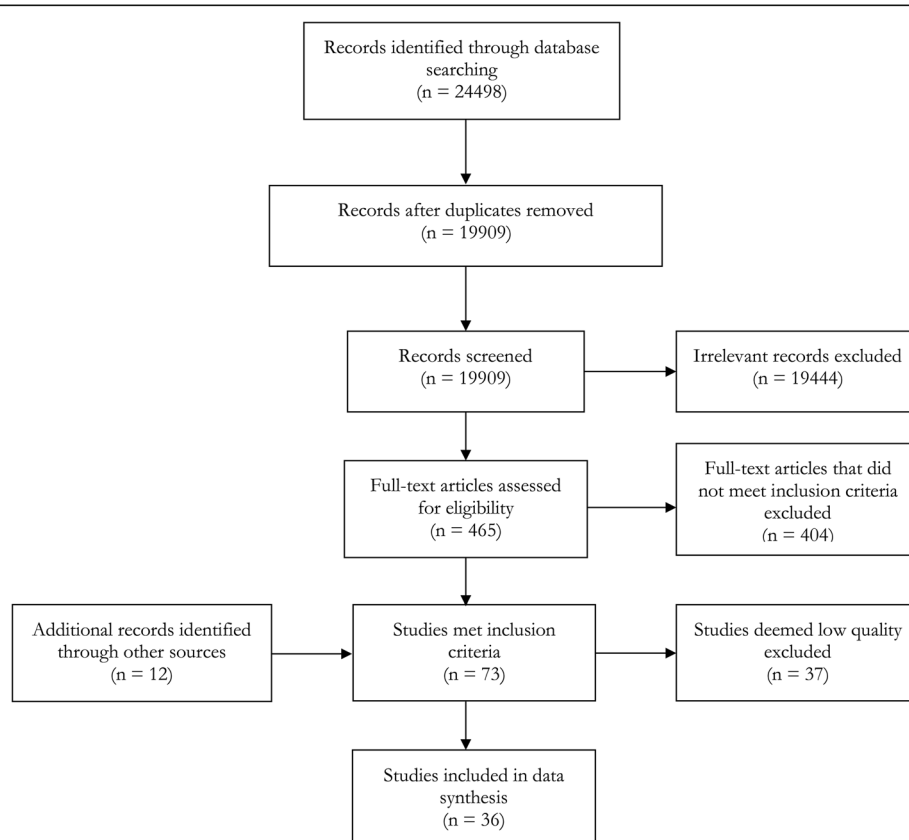 Records identified through database
searching
(n = 24498)
Records after duplicates removed
(n = 19909)
Records screened
(n = 19909)
Irrelevant records excluded
(n = 19444)
Full-text articles assessed
for eligibility
(n = 465)
Full-text articles that did
not meet inclusion criteria
excluded
(n = 404)
Additional records identified
through other sources
(n = 12)
Studies met inclusion
criteria
(n = 73)
Studies deemed low quality
excluded
(n = 37)
Studies included in data
synthesis
(n = 36)